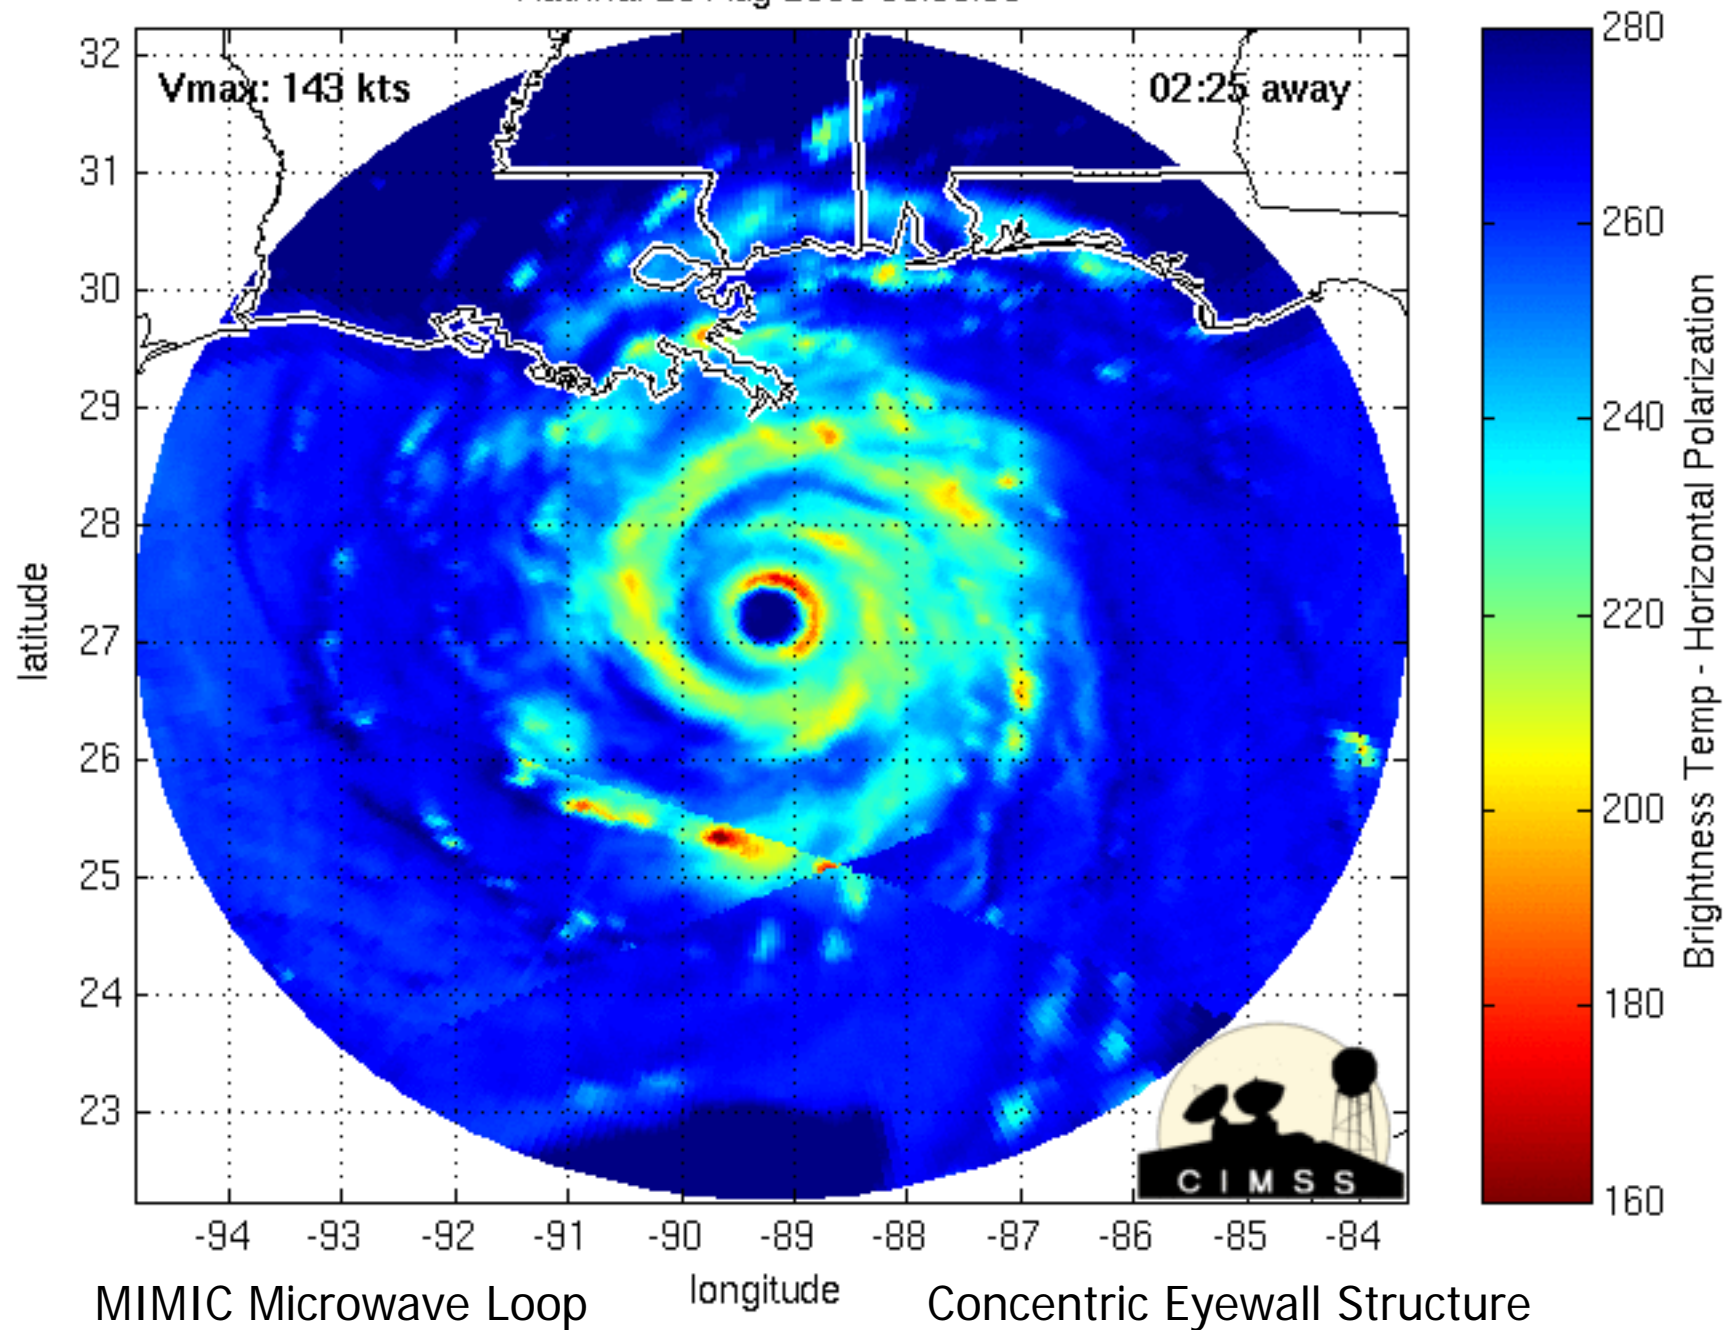 Vmax: 143 kts
02:25 away
32
31
30
29
28
27
26
25
24
23
latitude
-94 -93 -92 -91 -90 -89 -88 -87 -86 -85 -84
longitude
280
260
240
220
200
180
160
Brightness Temp - Horizontal Polarization
CIMSS
MIMIC Microwave Loop
Concentric Eyewall Structure